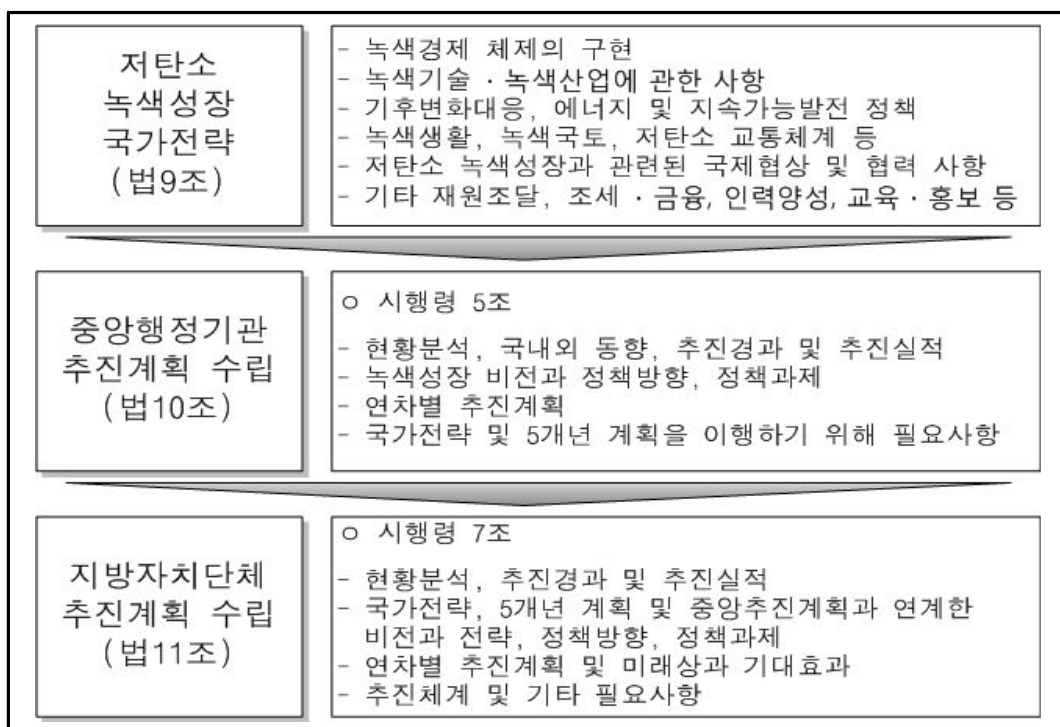 저탄소
녹색성장
국가전략
(법9조)
- 녹색경제 체제의 구현
- 녹색기술 · 녹색산업에 관한 사항
- 기후변화대응, 에너지 및 지속가능발전 정책
- 녹색생활, 녹색국토, 저탄소 교통체계 등
- 저탄소 녹색성장과 관련된 국제협상 및 협력 사항
- 기타 재원조달, 조세 · 금융, 인력양성, 교육 · 홍보 등
중앙행정기관
추진계획 수립
(법10조)
ㅇ 시행령 5조
- 현황분석, 국내외 동향, 추진경과 및 추진실적
- 녹색성장 비전과 정책방향, 정책과제
- 연차별 추진계획
- 국가전략 및 5개년 계획을 이행하기 위해 필요사항
지방자치단체
추진계획 수립
(법11조)
ㅇ 시행령 7조
- 현황분석, 추진경과 및 추진실적
- 국가전략, 5개년 계획 및 중앙추진계획과 연계한
비전과 전략, 정책방향, 정책과제
- 연차별 추진계획 및 미래상과 기대효과
- 추진체계 및 기타 필요사항